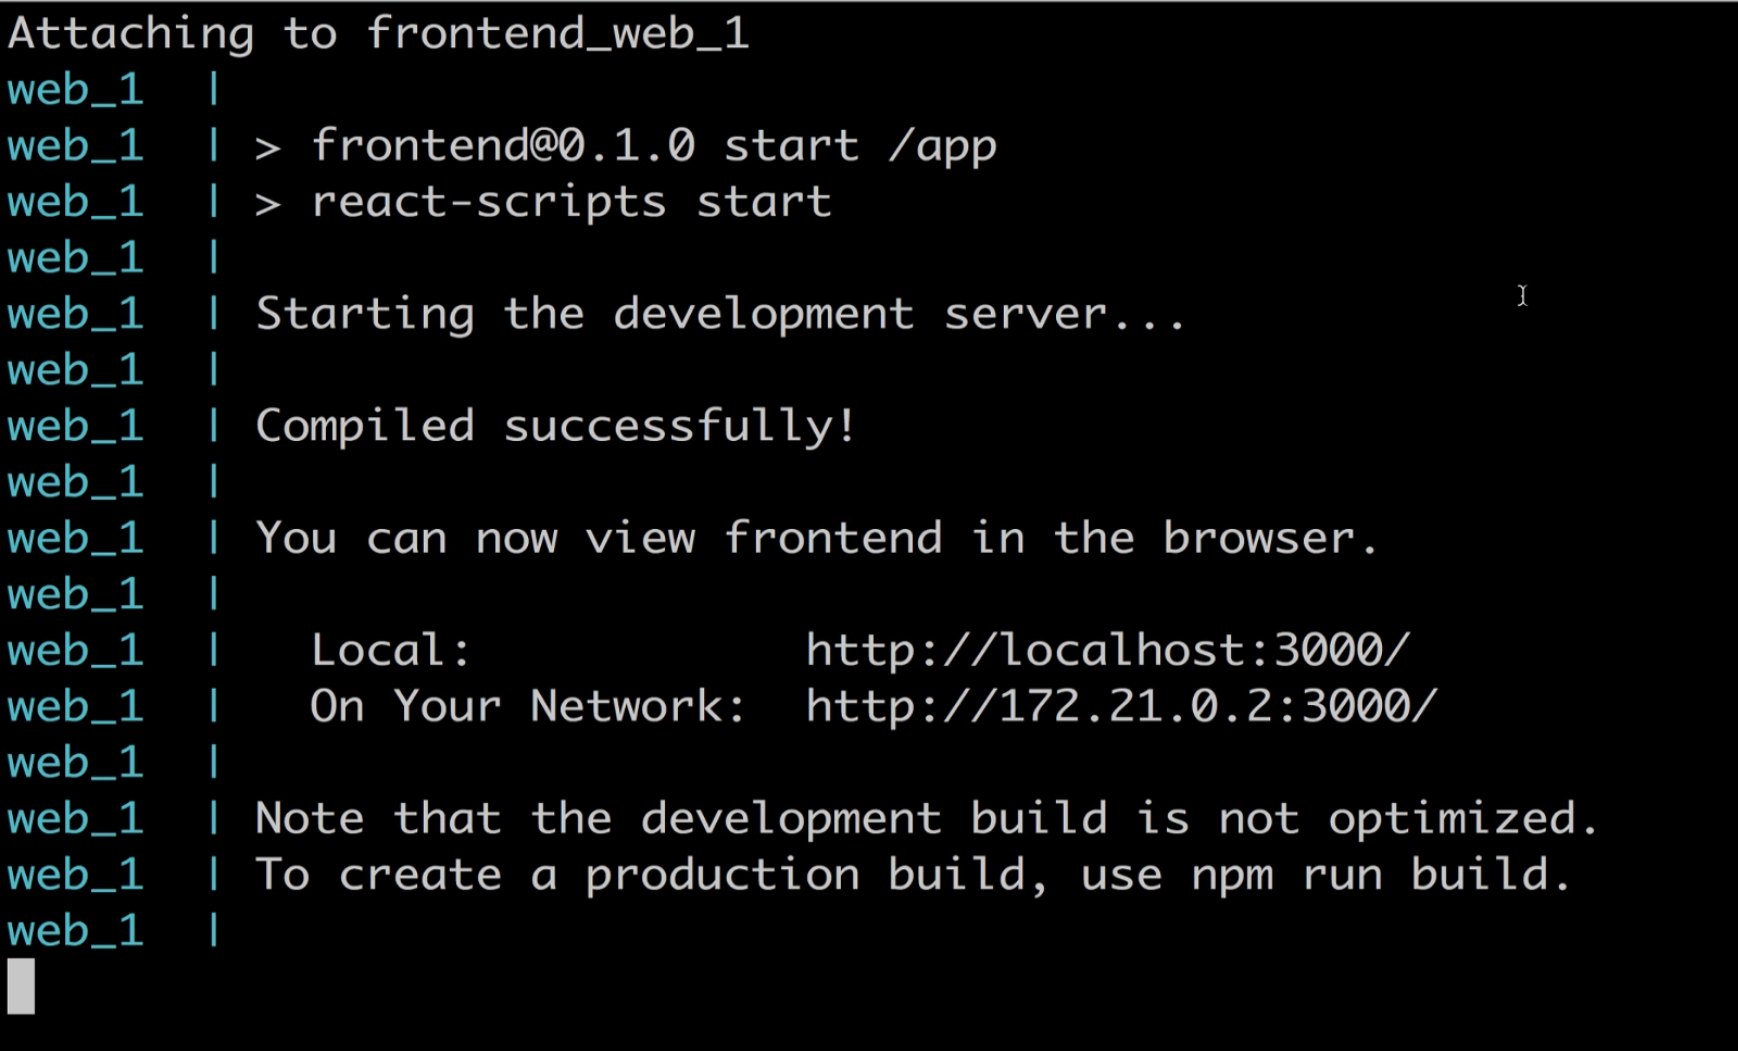 Attaching to frontend_web_1
web_1  |
web_1  | > frontend@0.1.0 start /app
web_1  | > react-scripts start
web_1  |
web_1  | Starting the development server...
web_1  |
web_1  | Compiled successfully!
web_1  |
web_1  | You can now view frontend in the browser.
web_1  |
web_1  |   Local:            http://localhost:3000/
web_1  |   On Your Network:  http://172.21.0.2:3000/
web_1  |
web_1  | Note that the development build is not optimized.
web_1  | To create a production build, use npm run build.
web_1  |